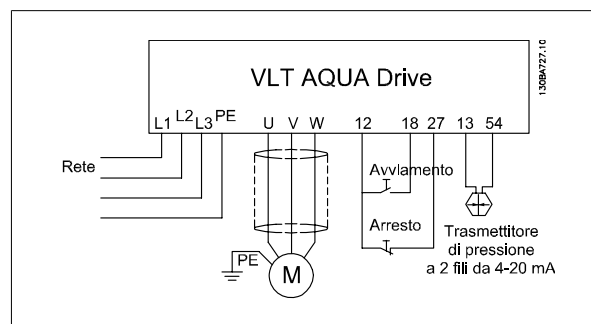 130BA727.10
VLT AQUA Drive
L1 L2 L3 PE U V W 12 18 27 13 54
Rete
Avvlamento
Arresto
Trasmettitore
di pressione
a 2 fili da 4-20 mA
PE
M